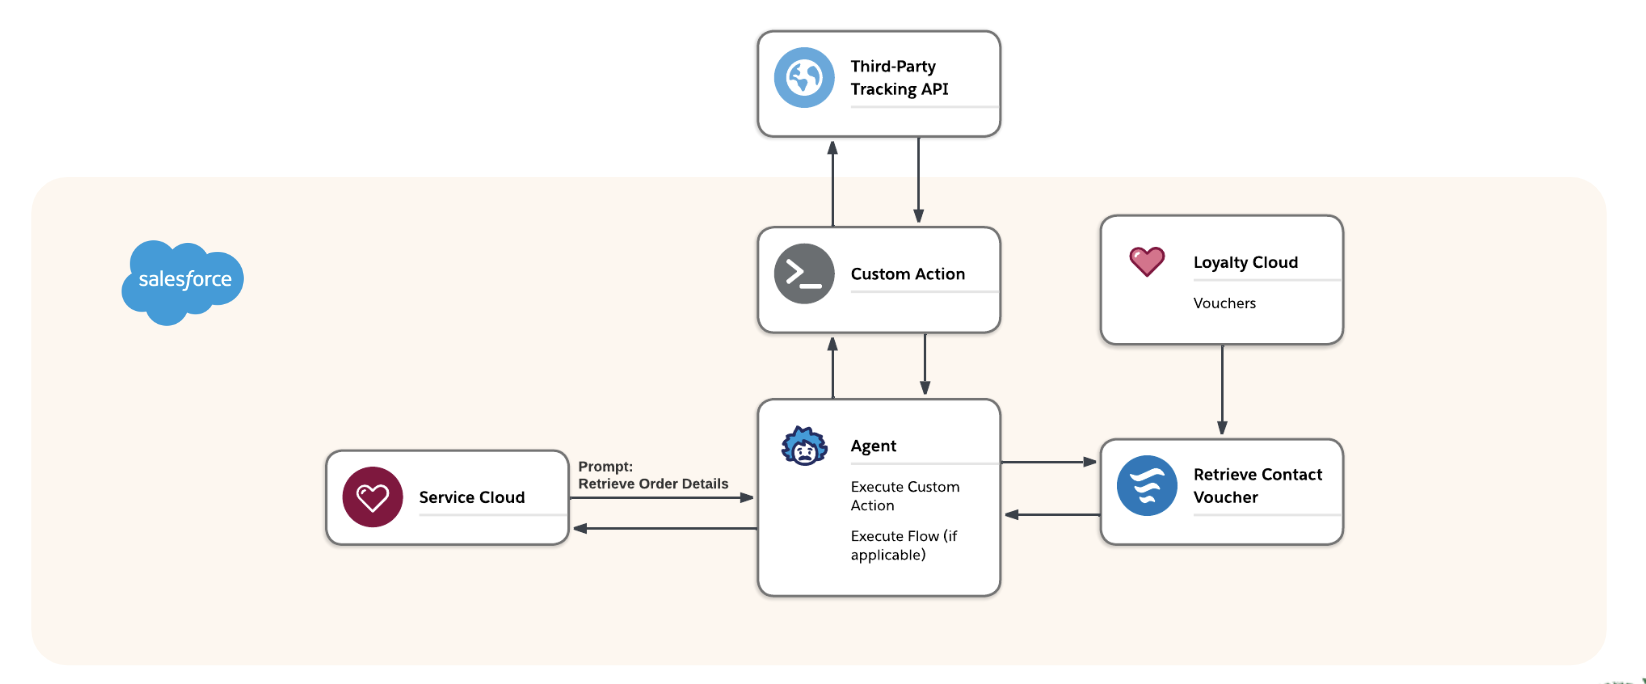 Third-Party
Tracking API
salesforce
Custom Action
Loyalty Cloud
Vouchers
Prompt:
Retrieve Order Details
Service Cloud
Agent
Execute Custom
Action
Execute Flow (if
applicable)
Retrieve Contact
Voucher